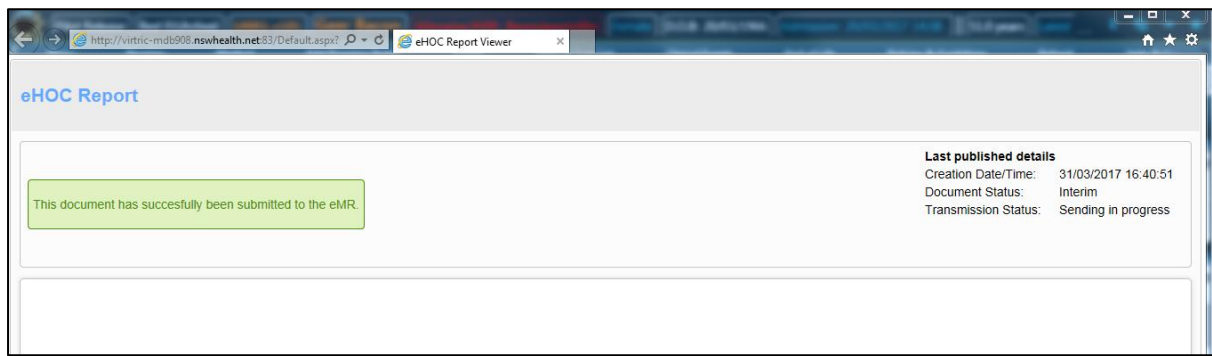 http://virtric-mdb908.nswhealth.net:83/Default.aspx?
eHOC Report Viewer
eHOC Report
This document has succesfully been submitted to the eMR.
Last published details
Creation Date/Time: 31/03/2017 16:40:51
Document Status: Interim
Transmission Status: Sending in progress